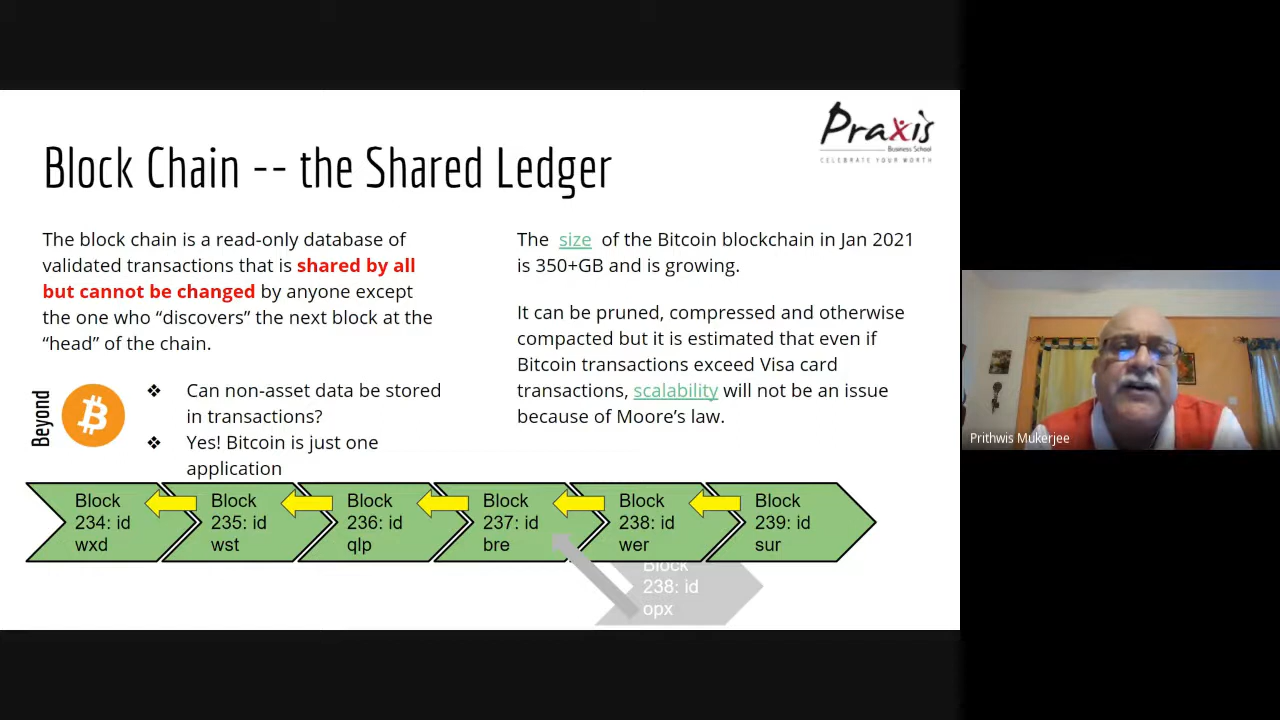 Praxis
Business School
CELEBRATE YOUR WORTH
Block Chain -- the Shared Ledger
The block chain is a read-only database of
validated transactions that is shared by all
but cannot be changed by anyone except
the one who “discovers” the next block at the
“head” of the chain.
Beyond
❖ Can non-asset data be stored
in transactions?
❖ Yes! Bitcoin is just one
application
The size of the Bitcoin blockchain in Jan 2021
is 350+GB and is growing.
It can be pruned, compressed and otherwise
compacted but it is estimated that even if
Bitcoin transactions exceed Visa card
transactions, scalability will not be an issue
because of Moore’s law.
Block
234: id
wxd
Block
235: id
wst
Block
236: id
qlp
Block
237: id
bre
Block
238: id
wer
Block
239: id
sur
Block
238: id
opx
Prithwis Mukerjee